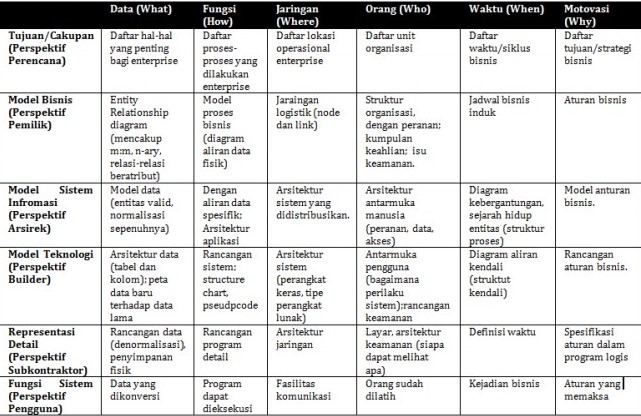 Data (What)
Fungsi
(How)
Jaringan
(Where)
Orang (Who)
Waktu (When)
Motovasi
(Why)
Tujuan/Cakupan
(Perspektif
Perencana)
Daftar hal-hal
yang penting
bagi enterprise
Daftar
proses-
proses yang
dilakukan
enterprise
Daftar lokasi
operasional
enterprise
Daftar unit
organisasi
Daftar
waktu/siklus
bisnis
Daftar
tujuan/strategi
bisnis
Model Bisnis
(Perspektif
Pemilik)
Entity
Relationship
diagram
(mencakup
m:m, n-ary,
relasi-relasi
beratribut)
Model
proses
bisnis
(diagram
aliran data
fisik)
Jaraingan
logistik (node
dan link)
Struktur
organisasi,
dengan peranan;
kumpulan
keahlian; isu
keamanan.
Jadwal bisnis
induk
Aturan bisnis
Model Sistem
Infromasi
(Perspektif
Arsirek)
Model data
(entitas valid,
normalisasi
sepenuhnya)
Dengan
aliran data
spesifik;
Arsitektur
aplikasi
Arsitektur
sistem yang
didistribusikan.
Arsitektur
antarmuka
manusia
(peranan, data,
akses)
Diagram
kebergantungan,
sejarah hidup
entitas (struktur
proses)
Model anturan
bisnis.
Model Teknologi
(Perspektif
Builder)
Arsitektur data
(tabel dan
kolom); peta
data baru
terhadap data
lama
Rancangan
sistem;
structure
chart,
pseudpcode
Arsitektur
sistem
(perangkat
keras, tipe
perangkat
lunak)
Antarmuka
pengguna
(bagaimana
perilaku
sistem);rancangan
keamanan
Diagram aliran
kendali
(struktut
kendali)
Rancangan
aturan bisnis.
Representasi
Detail
(Perspektif
Subkontraktor)
Rancangan data
(denormalisasi),
penyimpanan
fisik
Rancangan
program
detail
Arsitektur
jaringan
Layar, arsitektur
keamanan (siapa
dapat melihat
apa)
Definisi waktu
Spesifikasi
aturan dalam
program logis
Fungsi Sistem
(Perspektif
Pengguna)
Data yang
dikonversi
Program
dapat
dieksekusi
Fasilitas
komunikasi
Orang sudah
dilatih
Kejadian bisnis
Aturan yang
memaksa